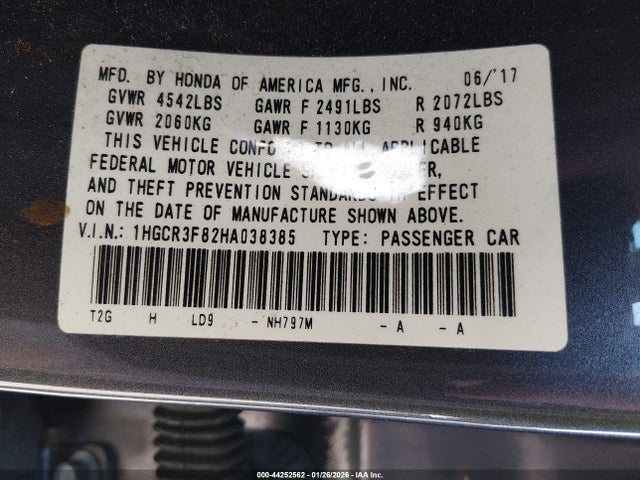 MFD. BY HONDA OF AMERICA MFG., INC. 06/'17
GVWR 4542LBS GAWR F 2491LBS R 2072LBS
GVWR 2060KG GAWR F 1130KG R 940KG
THIS VEHICLE TO APPLICABLE
FEDERAL MOTOR VEHICLE
AND THEFT PREVENTION IN EFFECT
ON THE DATE OF MANUFACTURE SHOWN ABOVE.
V.I.N.: 1HGCR3F82HA038385 TYPE: PASSENGER CAR
T2G H LD9 - NH797M - A - A
000-44252562 | 01/26/2026 | IAA Inc.